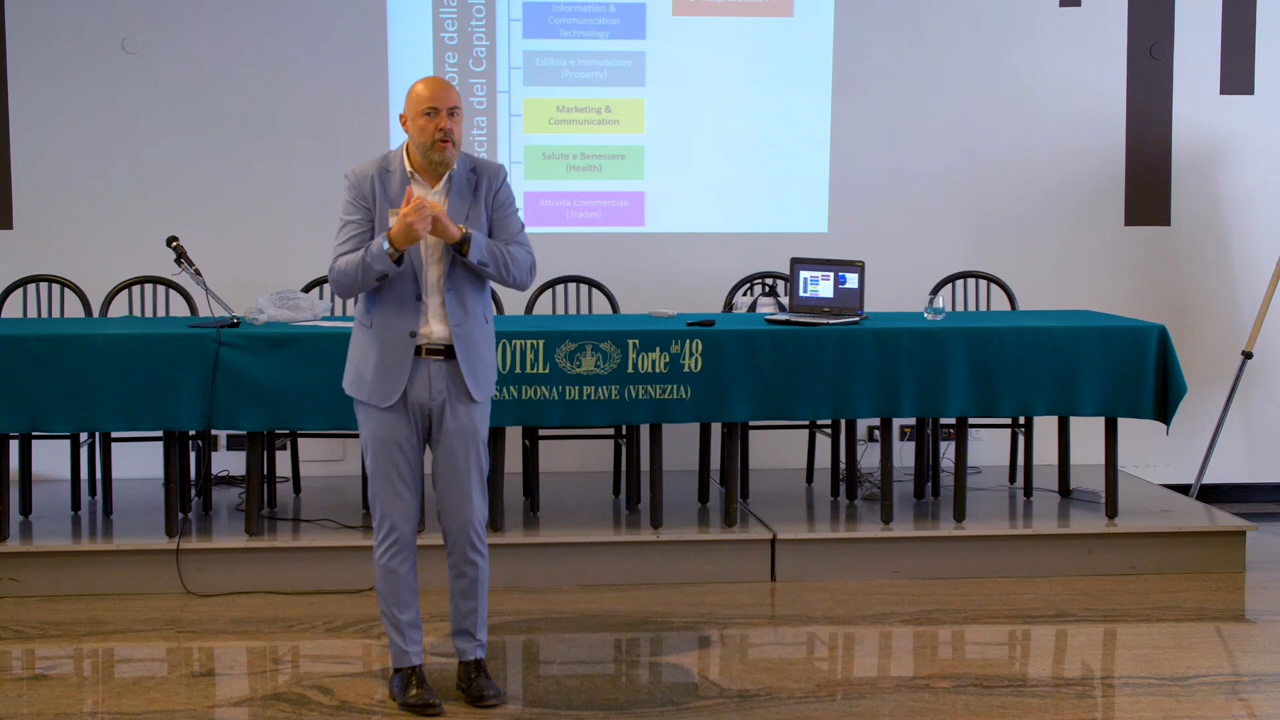 ore della
scita del Capitol
Information &
Communication
Technology
Edilizia e Immobiliare
(Property)
Marketing &
Communication
Salute e Benessere
(Health)
Attività Commerciali
(Trades)
OTEL Forte del 48
SAN DONA' DI PIAVE (VENEZIA)